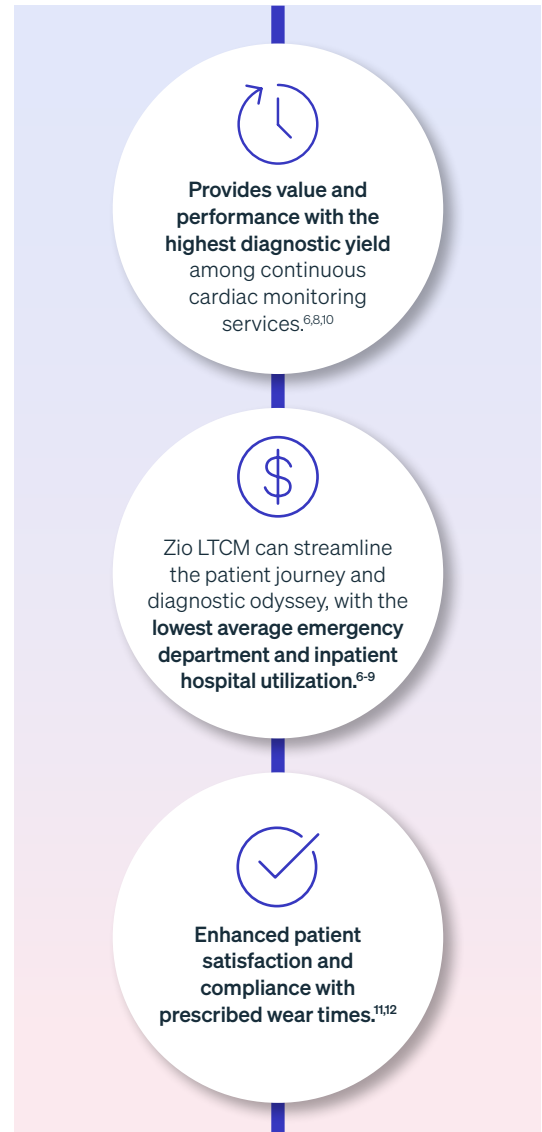 Provides value and
performance with the
highest diagnostic yield
among continuous
cardiac monitoring
services.6,8,10
$
Zio LTCM can streamline
the patient journey and
diagnostic odyssey, with the
lowest average emergency
department and inpatient
hospital utilization.6-9
Enhanced patient
satisfaction and
compliance with
prescribed wear times.11,12